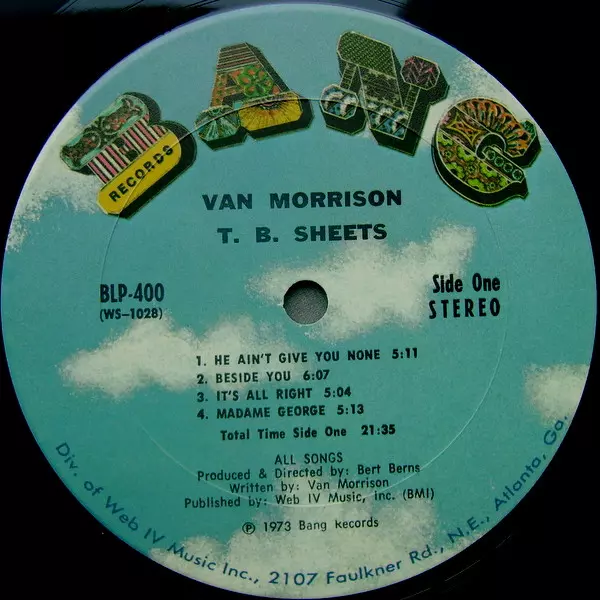 BANG
RECORDS
VAN MORRISON
T. B. SHEETS
BLP-400
(WS-1028)
Side One
STEREO
1. HE AIN'T GIVE YOU NONE 5:11
2. BESIDE YOU 6:07
3. IT'S ALL RIGHT 5:04
4. MADAME GEORGE 5:13
Total Time Side One 21:35
ALL SONGS
Produced & Directed by: Bert Berns
Written by: Van Morrison
Published by: Web IV Music, Inc. (BMI)
℗ 1973 Bang Records
Div. of Web IV Music Inc., 2107 Faulkner Rd., N.E., Atlanta, Ga.